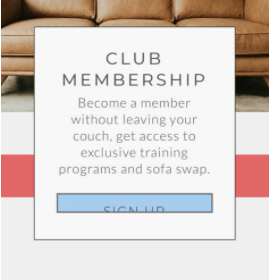 CLUB
MEMBERSHIP
Become a member
without leaving your
couch, get access to
exclusive training
programs and sofa swap.
SIGN UP